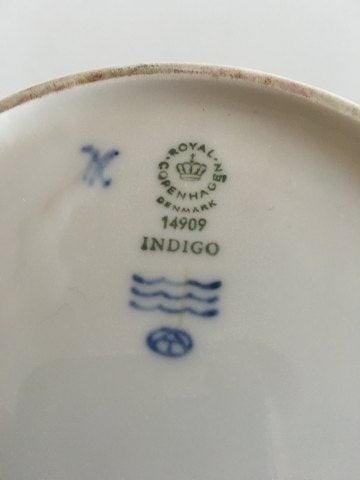 ROYAL COPENHAGEN
DENMARK
14909
INDIGO